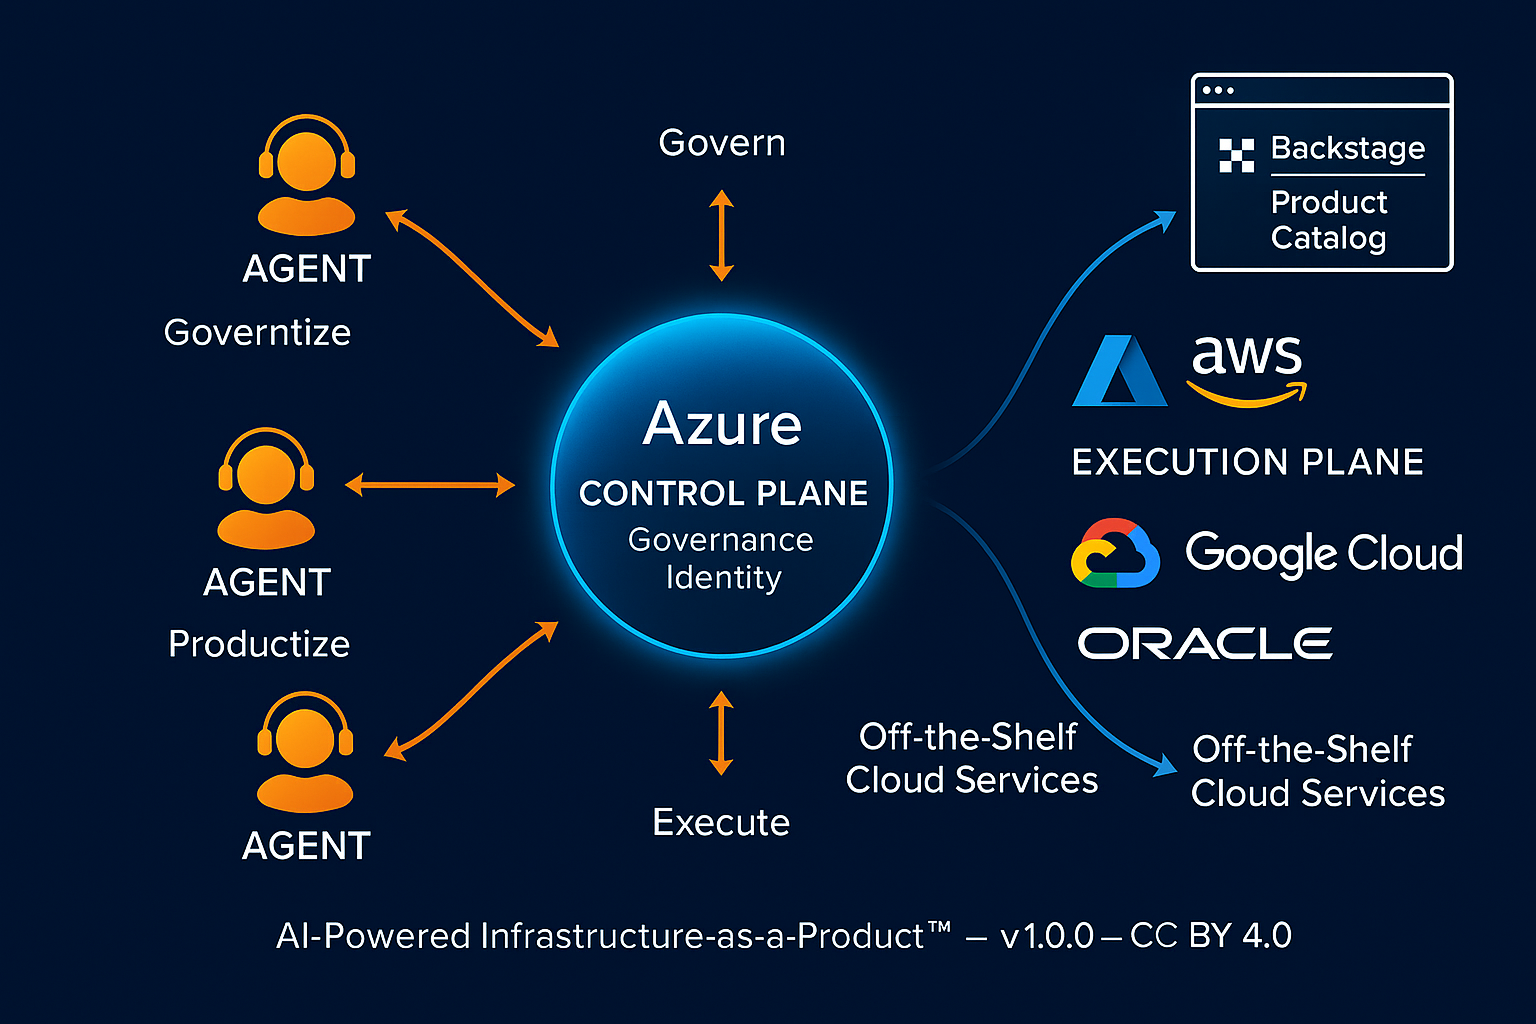 AGENT
Governtize
AGENT
Productize
AGENT
Govern
Azure
CONTROL PLANE
Governance
Identity
Execute
Backstage
Product
Catalog
aws
EXECUTION PLANE
Google Cloud
ORACLE
Off-the-Shelf
Cloud Services
Off-the-Shelf
Cloud Services
AI-Powered Infrastructure-as-a-Product™ – v1.0.0 – CC BY 4.0